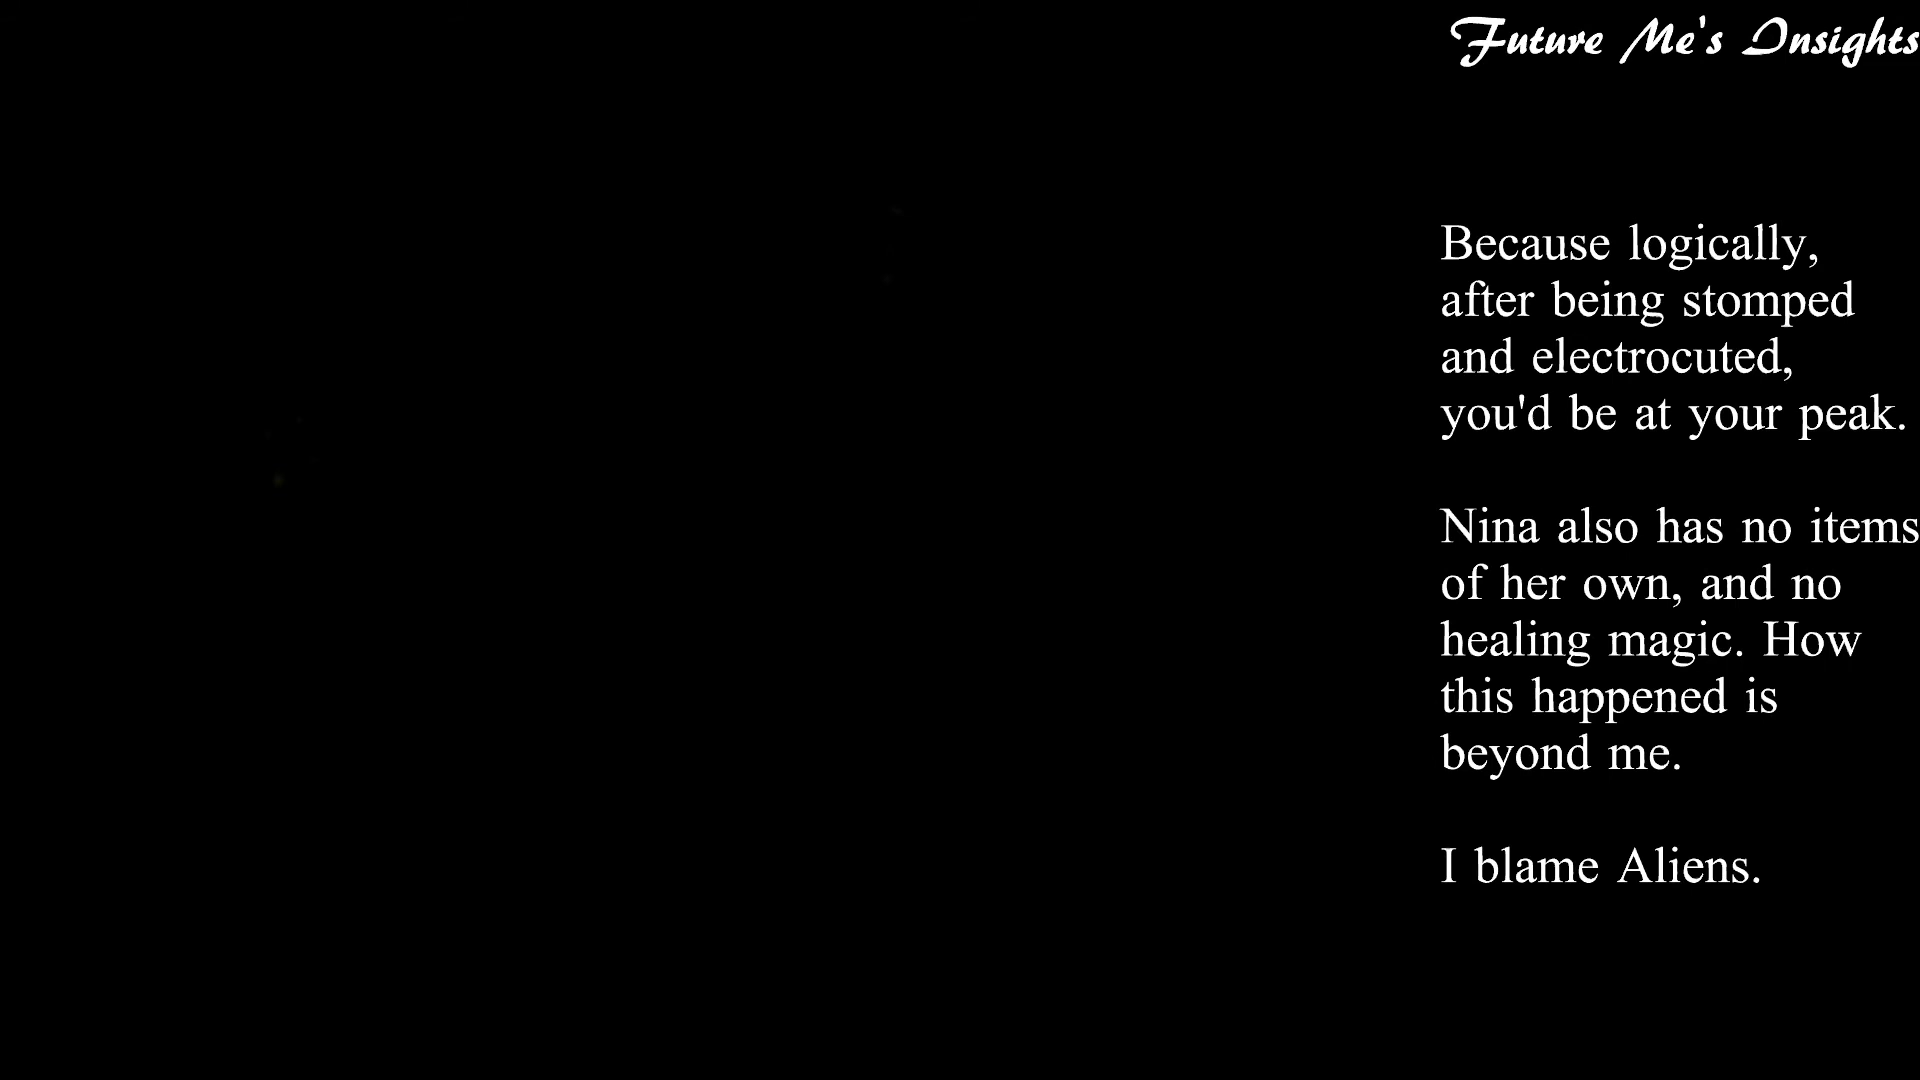 Future Me's Insights
Because logically,
after being stomped
and electrocuted,
you'd be at your peak.
Nina also has no items
of her own, and no
healing magic. How
this happened is
beyond me.
I blame Aliens.